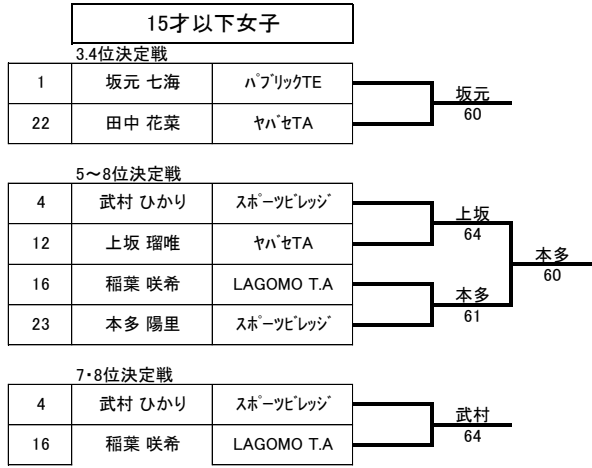 15才以下女子
3.4位決定戦
1 坂元 七海 ﾊﾟﾌﾞﾘｯｸTE
22 田中 花菜 ﾔﾊﾞｾTA
坂元
60
5～8位決定戦
4 武村 ひかり ｽﾎﾟｰﾂﾋﾞﾚｯｼﾞ
12 上坂 瑠唯 ﾔﾊﾞｾTA
16 稲葉 咲希 LAGOMO T.A
23 本多 陽里 ｽﾎﾟｰﾂﾋﾞﾚｯｼﾞ
上坂
64
本多
61
本多
60
7･8位決定戦
4 武村 ひかり ｽﾎﾟｰﾂﾋﾞﾚｯｼﾞ
16 稲葉 咲希 LAGOMO T.A
武村
64